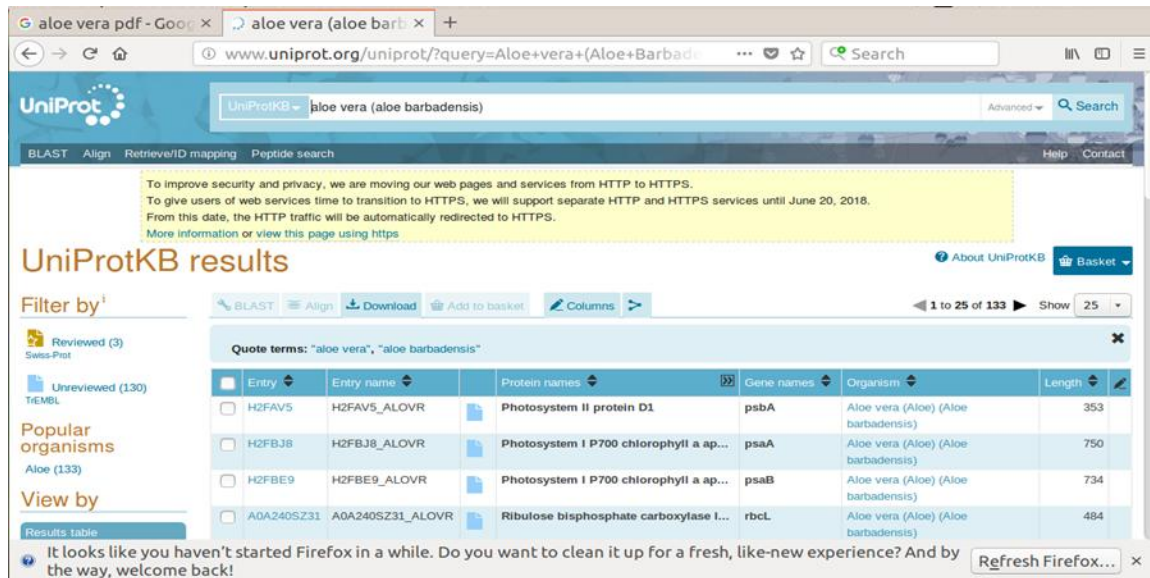 aloe vera pdf - Goog ×
aloe vera (aloe barb ×
www.uniprot.org/uniprot/?query=Aloe+vera+(Aloe+Barbade
Search
UniProt
UniProtKB
aloe vera (aloe barbadensis)
Advanced
Search
BLAST Align Retrieve/ID mapping Peptide search
Help Contact
To improve security and privacy, we are moving our web pages and services from HTTP to HTTPS.
To give users of web services time to transition to HTTPS, we will support separate HTTP and HTTPS services until June 20, 2018.
From this date, the HTTP traffic will be automatically redirected to HTTPS.
More information or view this page using https
UniProtKB results
About UniProtKB
Basket
Filter by i
BLAST Align Download Add to basket Columns
1 to 25 of 133 Show 25
Reviewed (3)
Swiss-Prot
Quote terms: "aloe vera", "aloe barbadensis"
Unreviewed (130)
TrEMBL
Entry Entry name Protein names Gene names Organism Length
H2FAV5 H2FAV5_ALOVR Photosystem II protein D1 psbA Aloe vera (Aloe) (Aloe barbadensis) 353
Popular organisms
H2FBJ8 H2FBJ8_ALOVR Photosystem I P700 chlorophyll a ap... psaA Aloe vera (Aloe) (Aloe barbadensis) 750
Aloe (133)
H2FBE9 H2FBE9_ALOVR Photosystem I P700 chlorophyll a ap... psaB Aloe vera (Aloe) (Aloe barbadensis) 734
View by
Results table
A0A240SZ31 A0A240SZ31_ALOVR Ribulose bisphosphate carboxylase l... rbcL Aloe vera (Aloe) (Aloe barbadensis) 484
It looks like you haven't started Firefox in a while. Do you want to clean it up for a fresh, like-new experience? And by
the way, welcome back!
Refresh Firefox... ×